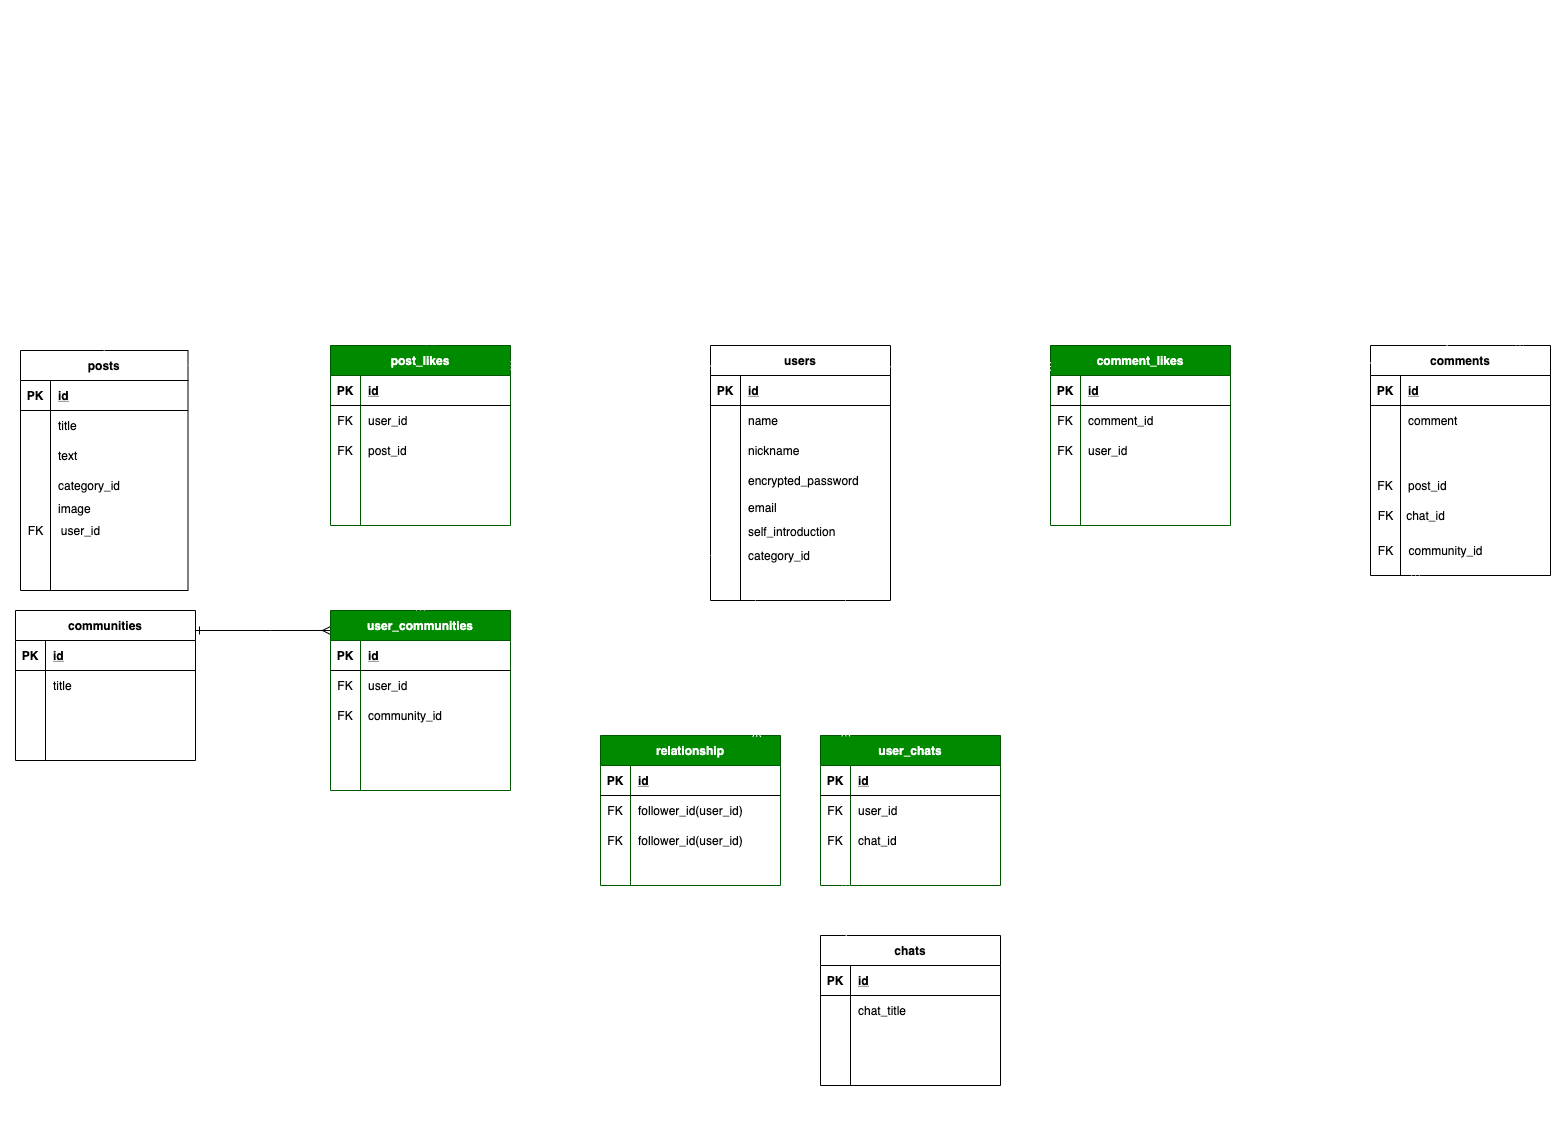 posts
PK id
title
text
category_id
image
FK user_id
post_likes
PK id
FK user_id
FK post_id
users
PK id
name
nickname
encrypted_password
email
self_introduction
category_id
comment_likes
PK id
FK comment_id
FK user_id
comments
PK id
comment
FK post_id
FK chat_id
FK community_id
communities
PK id
title
user_communities
PK id
FK user_id
FK community_id
relationship
PK id
FK follower_id(user_id)
FK follower_id(user_id)
user_chats
PK id
FK user_id
FK chat_id
chats
PK id
chat_title